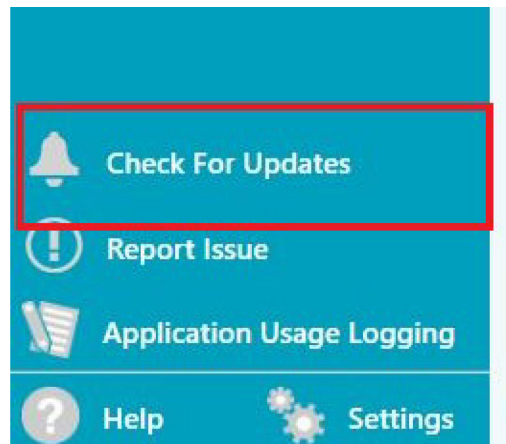 Check For Updates
Report Issue
Application Usage Logging
Help Settings